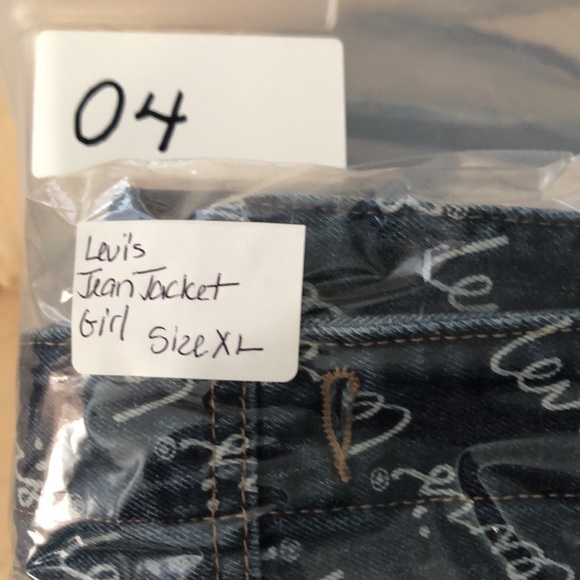 04
Levi's
Jean Jacket
Girl Size XL